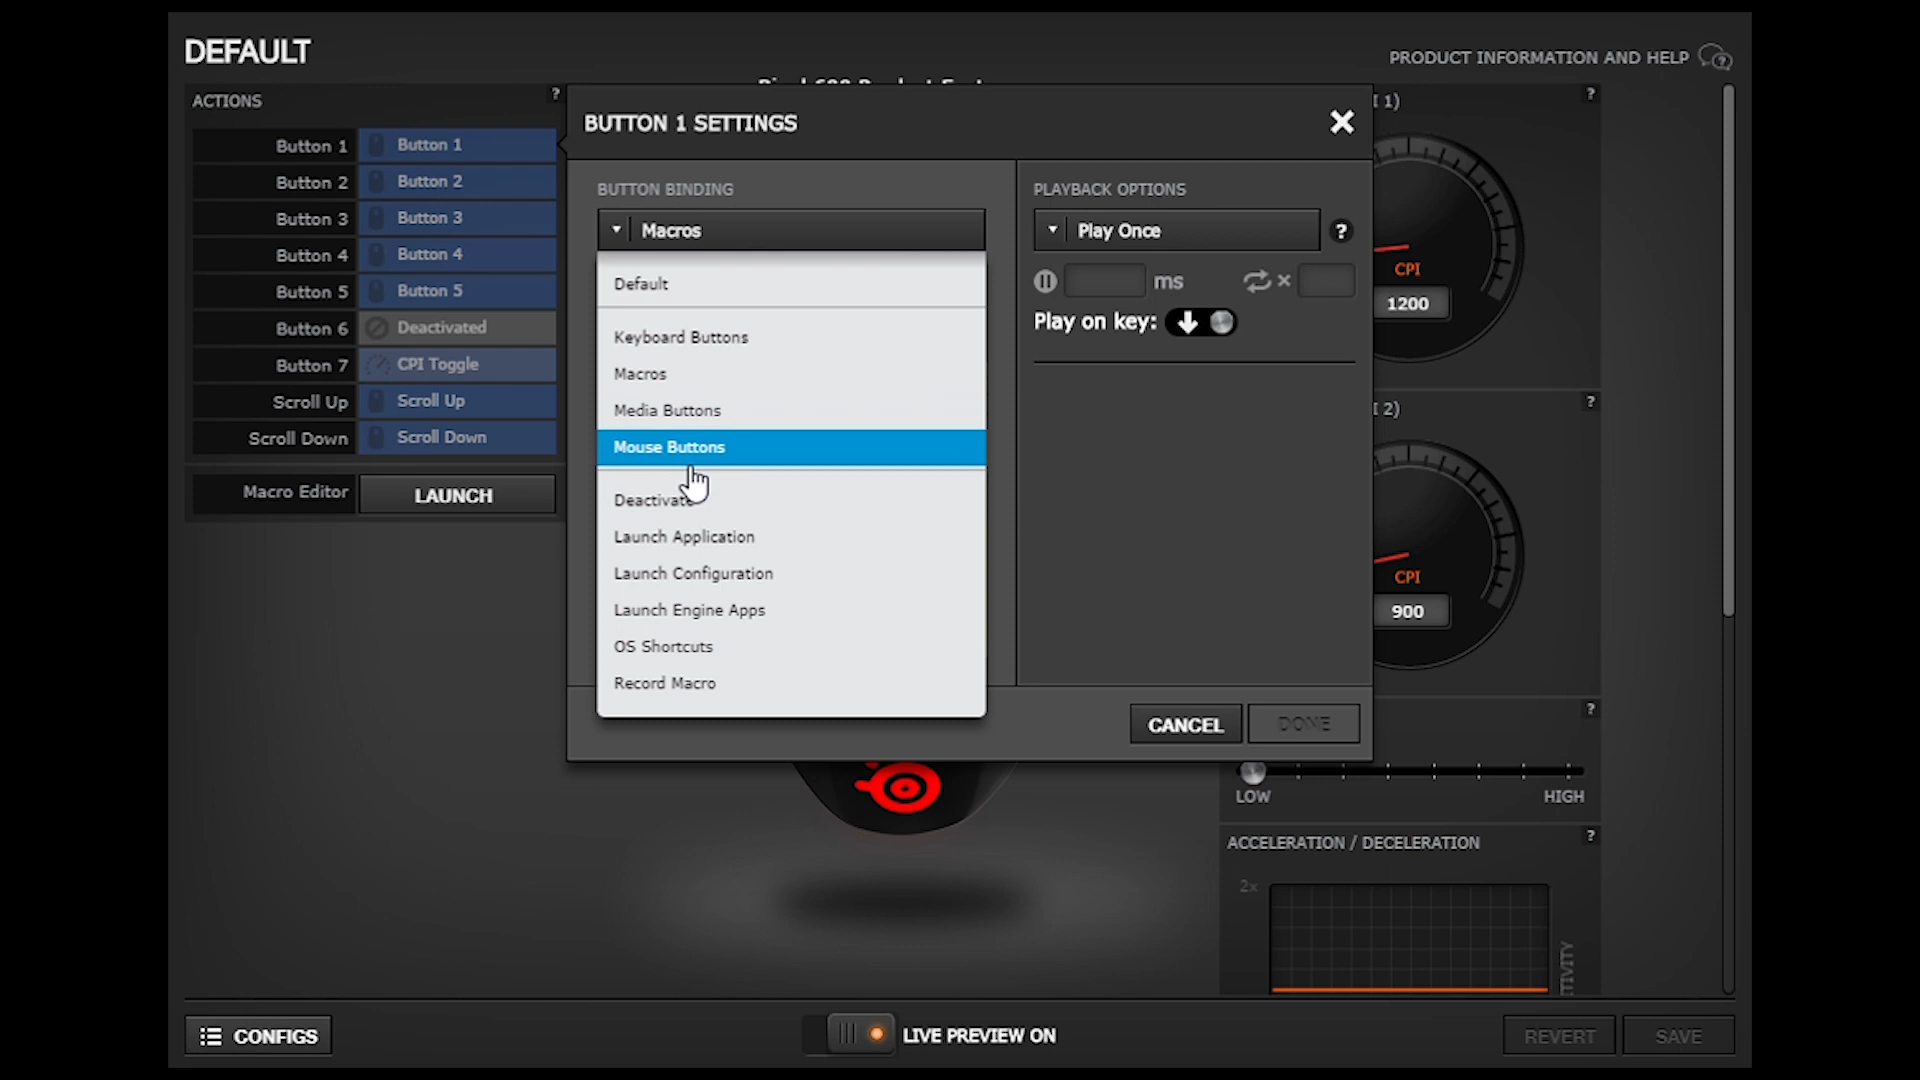 DEFAULT
PRODUCT INFORMATION AND HELP
ACTIONS
?
Button 1 Button 1
Button 2 Button 2
Button 3 Button 3
Button 4 Button 4
Button 5 Button 5
Button 6 Deactivated
Button 7 CPI Toggle
Scroll Up Scroll Up
Scroll Down Scroll Down
Macro Editor LAUNCH
BUTTON 1 SETTINGS
BUTTON BINDING
Macros
Default
Keyboard Buttons
Macros
Media Buttons
Mouse Buttons
Deactivate
Launch Application
Launch Configuration
Launch Engine Apps
OS Shortcuts
Record Macro
PLAYBACK OPTIONS
Play Once ?
ms ×
Play on key:
CANCEL DONE
1) ?
CPI
1200
2) ?
CPI
900
?
LOW HIGH
ACCELERATION / DECELERATION ?
2x
CONFIGS
LIVE PREVIEW ON
REVERT SAVE